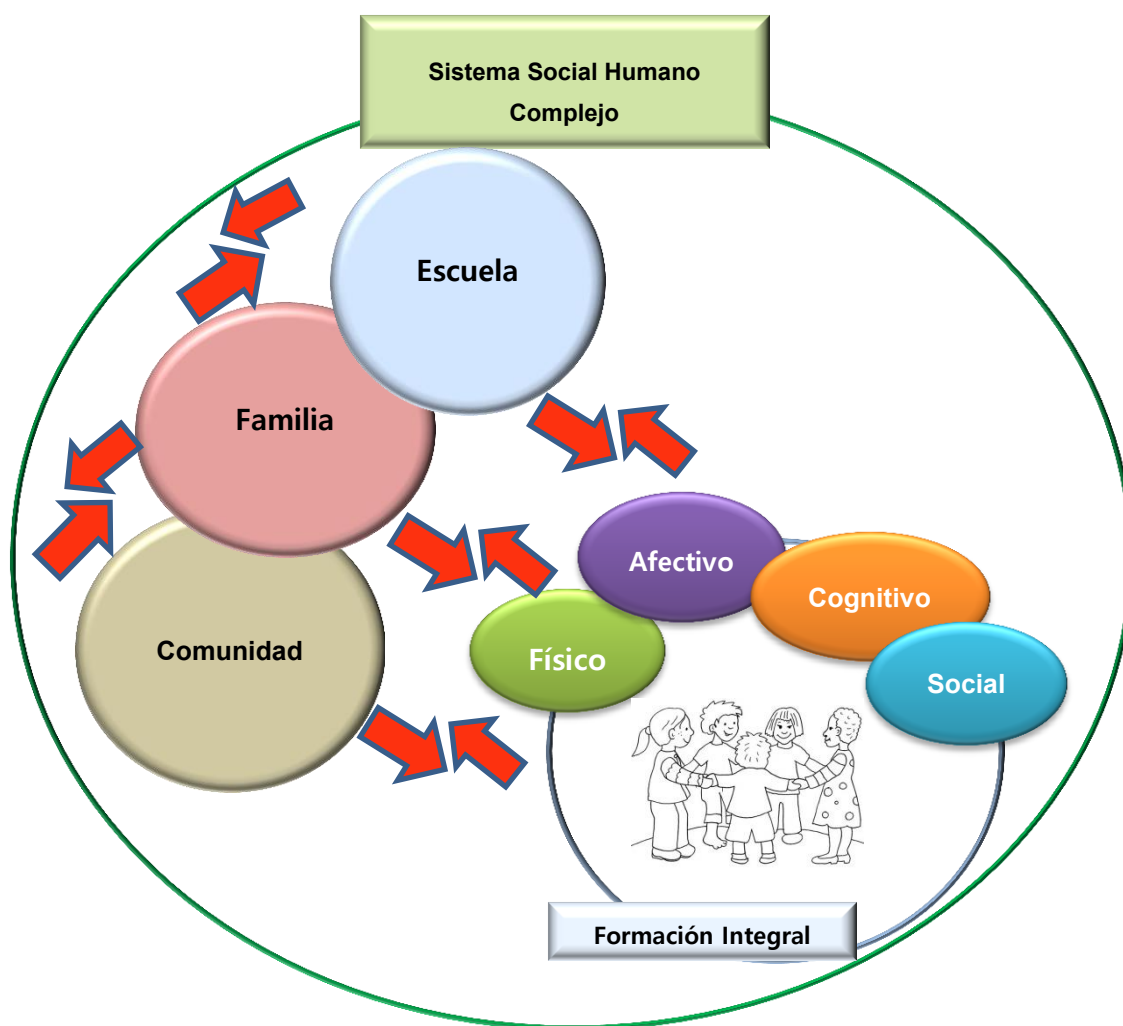 Sistema Social Humano
Complejo
Escuela
Familia
Comunidad
Afectivo
Cognitivo
Físico
Social
Formación Integral